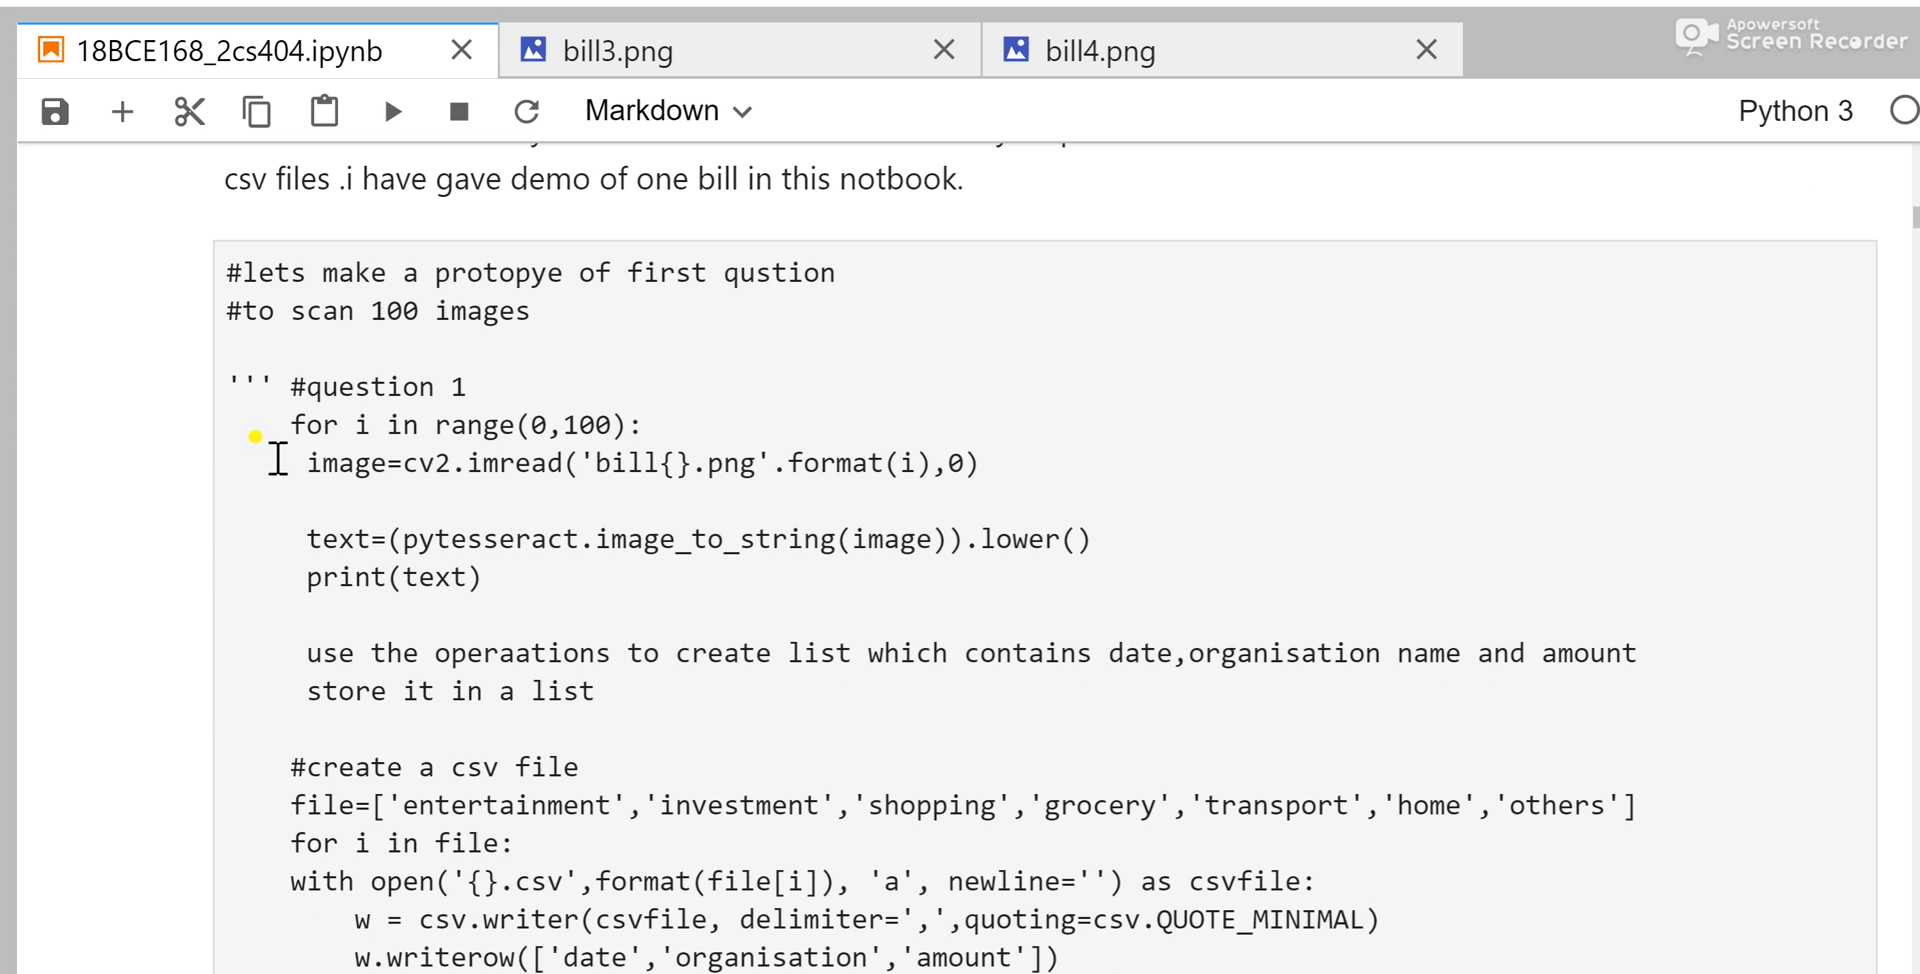 Apowersoft
Screen Recorder
18BCE168_2cs404.ipynb
bill3.png
bill4.png
Markdown
Python 3
csv files .i have gave demo of one bill in this notbook.
#lets make a protopye of first qustion
#to scan 100 images
''' #question 1
for i in range(0,100):
image=cv2.imread('bill{}.png'.format(i),0)
text=(pytesseract.image_to_string(image)).lower()
print(text)
use the operaations to create list which contains date,organisation name and amount
store it in a list
#create a csv file
file=['entertainment','investment','shopping','grocery','transport','home','others']
for i in file:
with open('{}.csv',format(file[i]), 'a', newline='') as csvfile:
w = csv.writer(csvfile, delimiter=',',quoting=csv.QUOTE_MINIMAL)
w.writerow(['date','organisation','amount'])